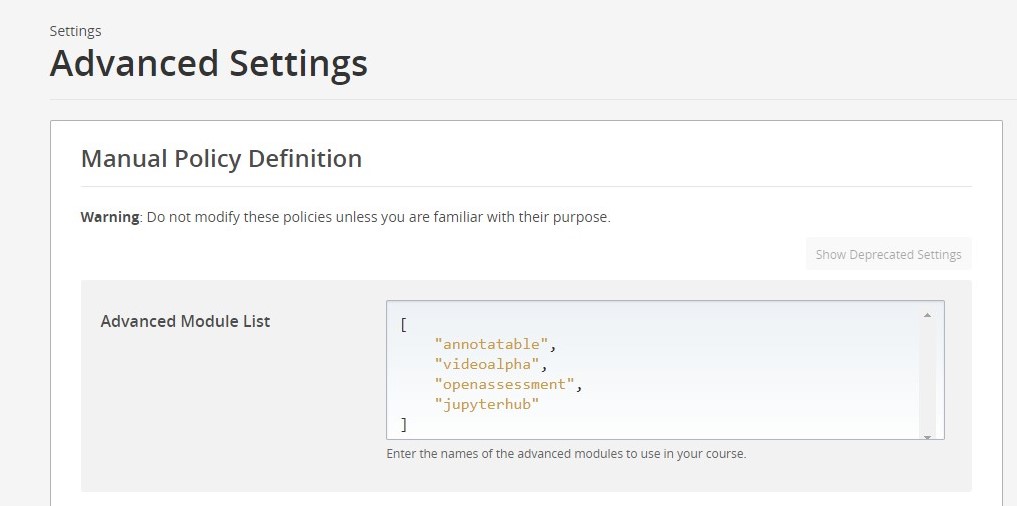 Settings
Advanced Settings
Manual Policy Definition
Warning: Do not modify these policies unless you are familiar with their purpose.
Show Deprecated Settings
Advanced Module List
[
"annotatable",
"videoalpha",
"openassessment",
"jupyterhub"
]
Enter the names of the advanced modules to use in your course.